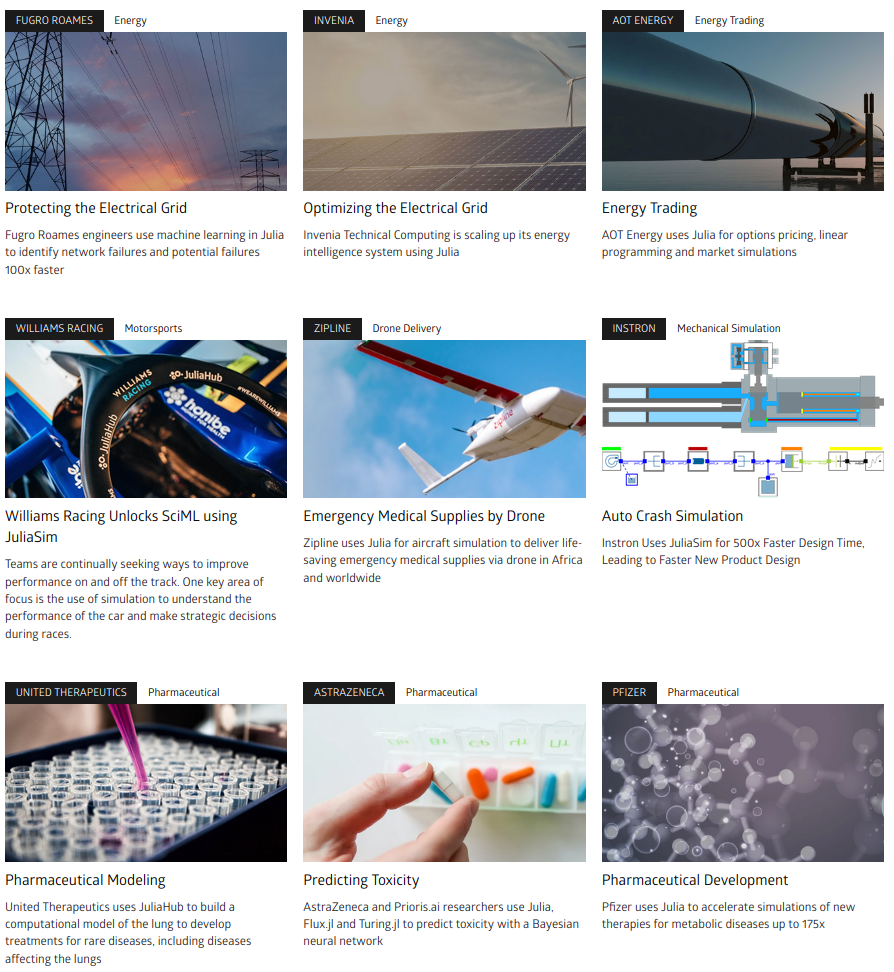 FUGRO ROAMES Energy
INVENIA Energy
AOT ENERGY Energy Trading
Protecting the Electrical Grid
Fugro Roames engineers use machine learning in Julia
to identify network failures and potential failures
100x faster
Optimizing the Electrical Grid
Invenia Technical Computing is scaling up its energy
intelligence system using Julia
Energy Trading
AOT Energy uses Julia for options pricing, linear
programming and market simulations
WILLIAMS RACING Motorsports
WILLIAMS
RACING
JuliaHub
#WEAREWILLIAMS
honibe
HONEY FOR HEALTH
JuliaHub
Williams Racing Unlocks SciML using
JuliaSim
Teams are continually seeking ways to improve
performance on and off the track. One key area of
focus is the use of simulation to understand the
performance of the car and make strategic decisions
during races.
ZIPLINE Drone Delivery
zipline
Emergency Medical Supplies by Drone
Zipline uses Julia for aircraft simulation to deliver life-
saving emergency medical supplies via drone in Africa
and worldwide
INSTRON Mechanical Simulation
Auto Crash Simulation
Instron Uses JuliaSim for 500x Faster Design Time,
Leading to Faster New Product Design
UNITED THERAPEUTICS Pharmaceutical
Pharmaceutical Modeling
United Therapeutics uses JuliaHub to build a
computational model of the lung to develop
treatments for rare diseases, including diseases
affecting the lungs
ASTRAZENECA Pharmaceutical
Predicting Toxicity
AstraZeneca and Prioris.ai researchers use Julia,
Flux.jl and Turing.jl to predict toxicity with a Bayesian
neural network
PFIZER Pharmaceutical
Pharmaceutical Development
Pfizer uses Julia to accelerate simulations of new
therapies for metabolic diseases up to 175x